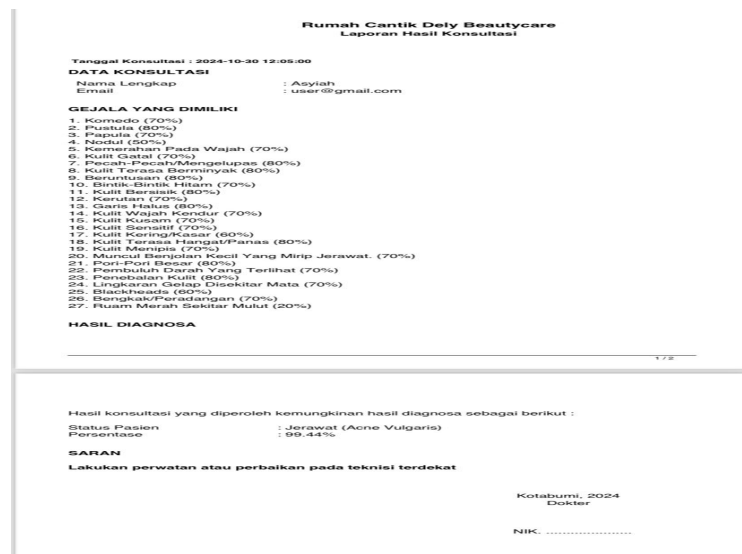 Rumah Cantik Dely Beautycare
Laporan Hasil Konsultasi
Tanggal Konsultasi : 2024-10-30 12:05:00
DATA KONSULTASI
Nama Lengkap : Asyiah
Email : user@gmail.com
GEJALA YANG DIMILIKI
1. Komedo (70%)
2. Pustula (80%)
3. Papula (70%)
4. Nodul (50%)
5. Kemerahan Pada Wajah (70%)
6. Kulit Gatal (70%)
7. Pecah-Pecah/Mengelupas (80%)
8. Kulit Terasa Berminyak (80%)
9. Beruntusan (80%)
10. Bintik-Bintik Hitam (70%)
11. Kulit Bersisik (80%)
12. Kerutan (70%)
13. Garis Halus (80%)
14. Kulit Wajah Kendur (70%)
15. Kulit Kusam (70%)
16. Kulit Sensitif (70%)
17. Kulit Kering/Kasar (60%)
18. Kulit Terasa Hangat/Panas (80%)
19. Kulit Menipis (70%)
20. Muncul Benjolan Kecil Yang Mirip Jerawat. (70%)
21. Pori-Pori Besar (80%)
22. Pembuluh Darah Yang Terlihat (70%)
23. Penebalan Kulit (80%)
24. Lingkaran Gelap Disekitar Mata (70%)
25. Blackheads (60%)
26. Bengkak/Peradangan (70%)
27. Ruam Merah Sekitar Mulut (20%)
HASIL DIAGNOSA
1 / 2
Hasil konsultasi yang diperoleh kemungkinan hasil diagnosa sebagai berikut :
Status Pasien : Jerawat (Acne Vulgaris)
Persentase : 99.44%
SARAN
Lakukan perwatan atau perbaikan pada teknisi terdekat
Kotabumi, 2024
Dokter
NIK. .....................